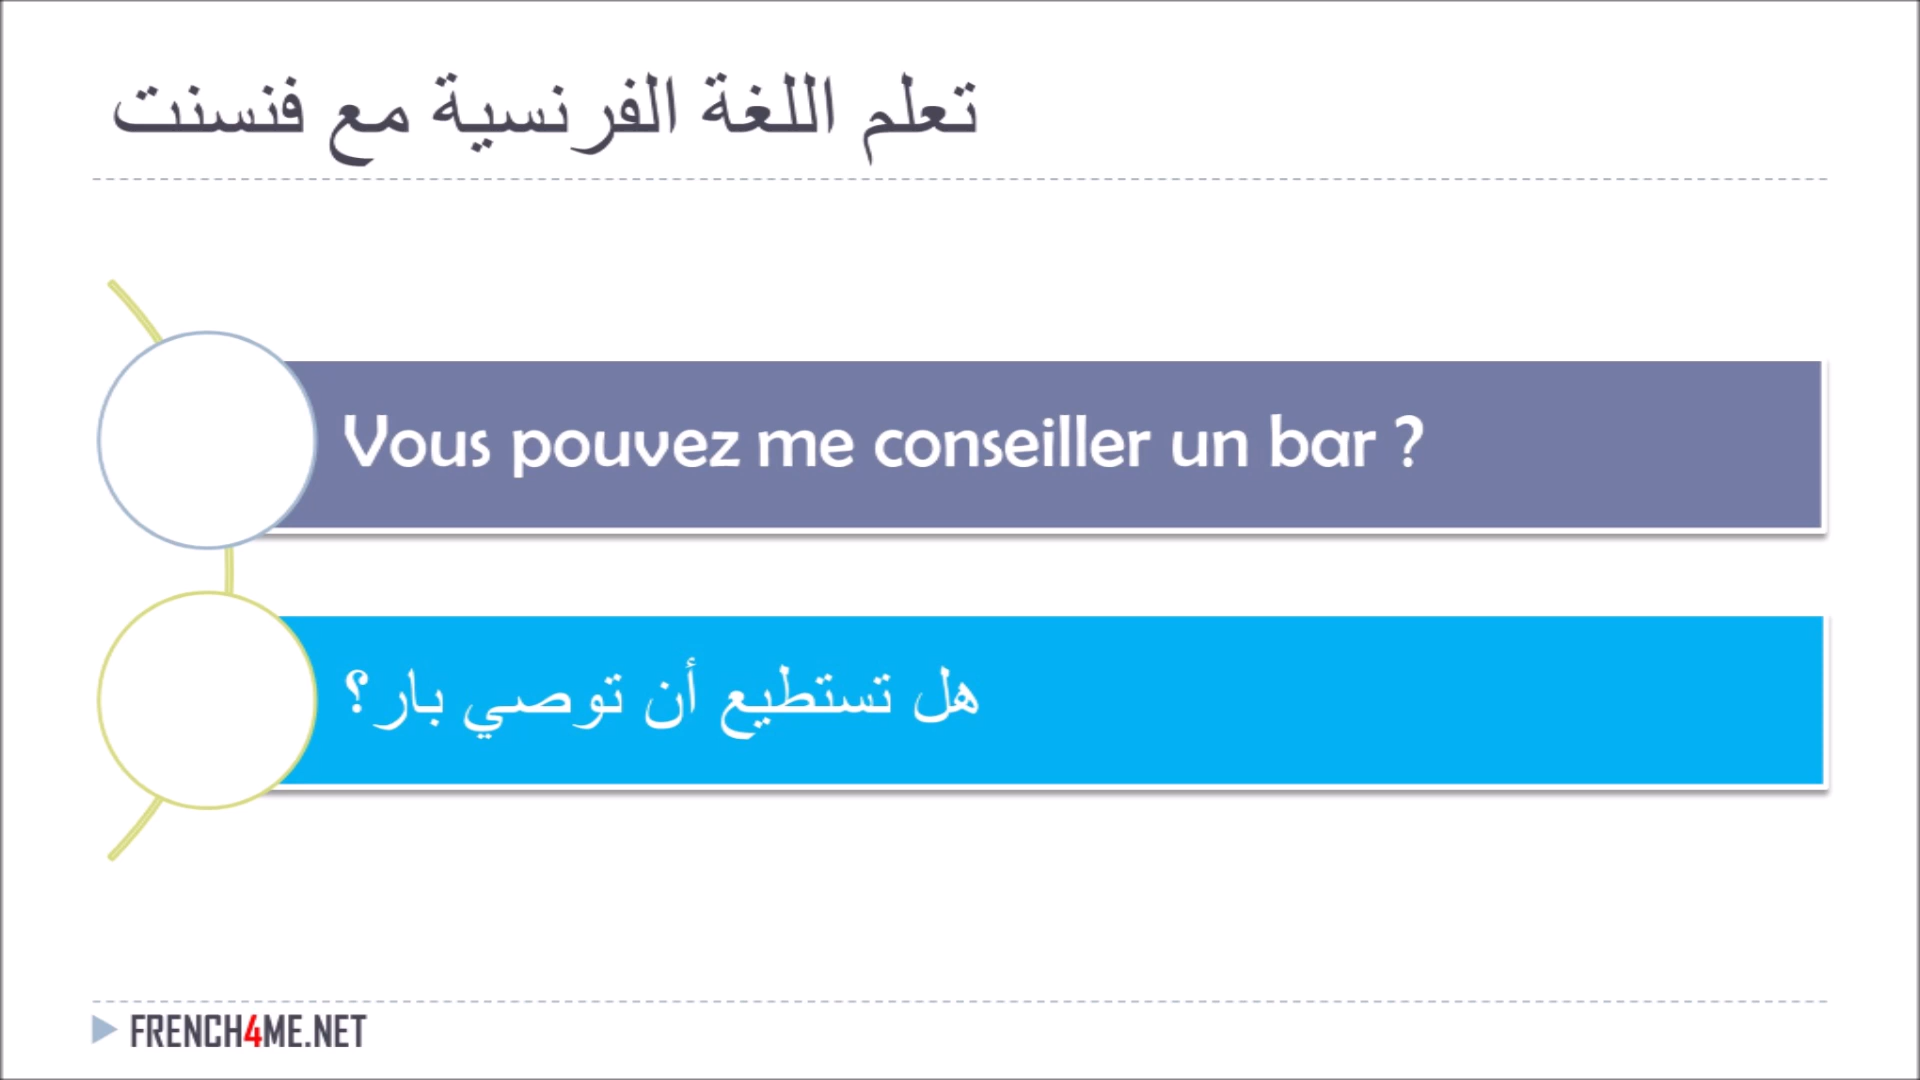 تعلم اللغة الفرنسية مع فنسنت
Vous pouvez me conseiller un bar ?
هل تستطيع أن توصي بار؟
FRENCH4ME.NET